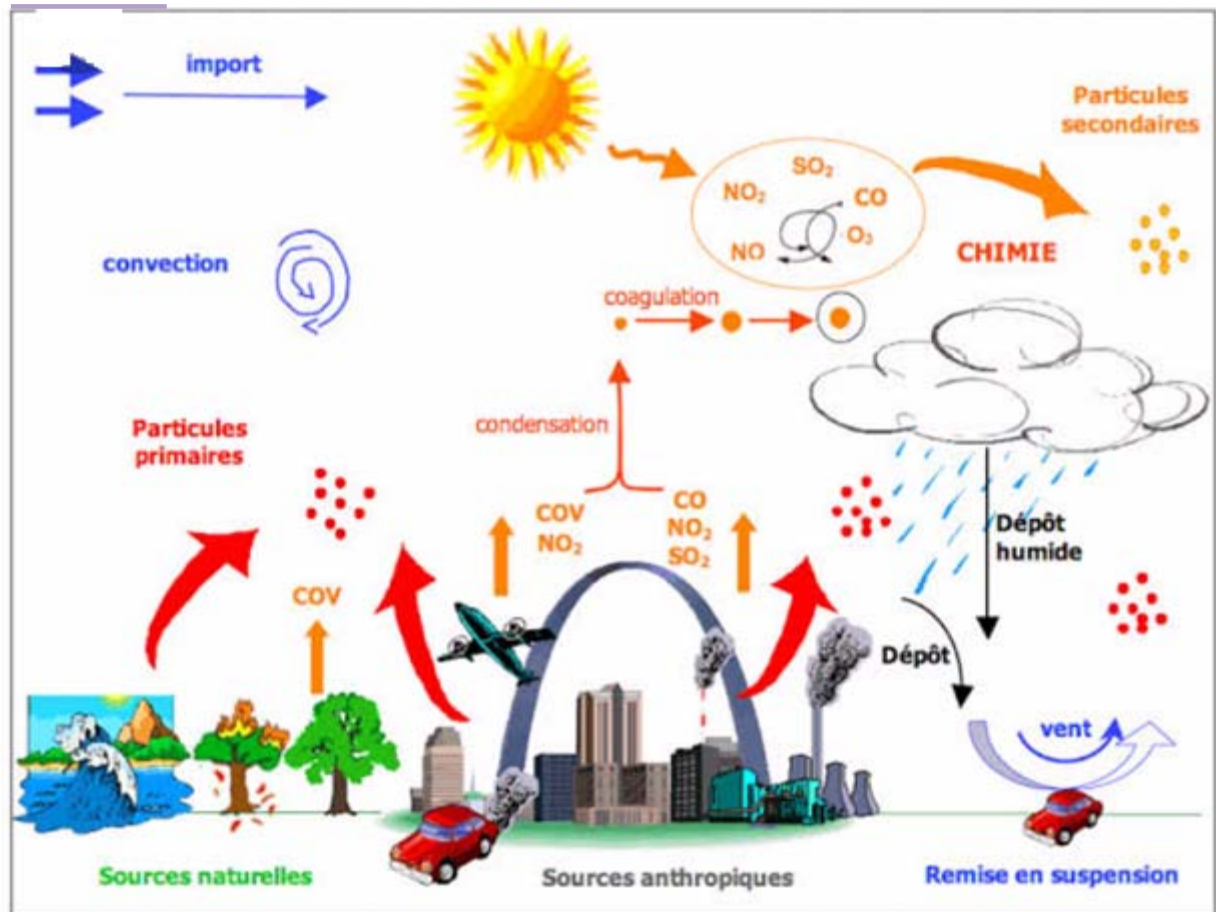 import
Particules
secondaires
SO₂
NO₂
CO
O₃
NO
CHIMIE
convection
coagulation
condensation
Particules
primaires
COV
NO₂
CO
NO₂
SO₂
Dépôt
humide
COV
Dépôt
vent
Sources naturelles
Sources anthropiques
Remise en suspension